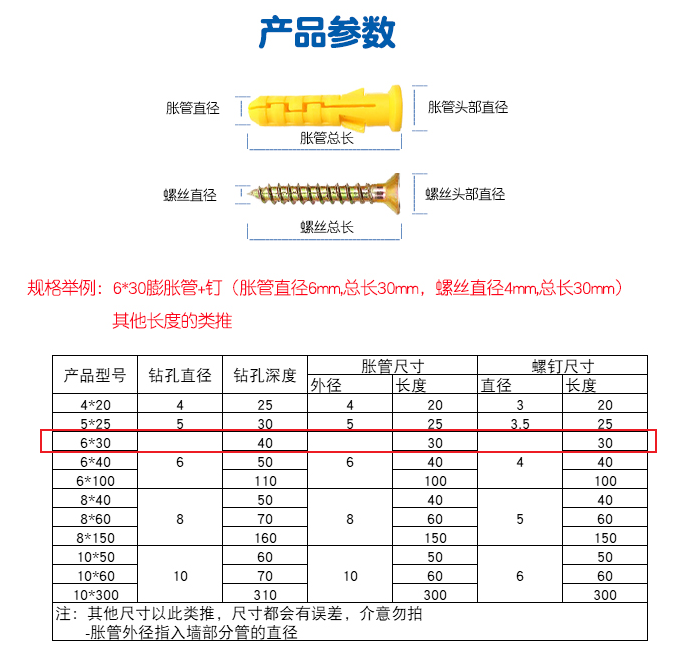 产品参数
胀管直径
胀管头部直径
胀管总长
螺丝直径
螺丝头部直径
螺丝总长
规格举例：6*30膨胀管+钉（胀管直径6mm,总长30mm，螺丝直径4mm,总长30mm）
其他长度的类推
产品型号 钻孔直径 钻孔深度 胀管尺寸 螺钉尺寸
外径 长度 直径 长度
4*20 4 25 4 20 3 20
5*25 5 30 5 25 3.5 25
6*30 40 30 30
6*40 6 50 6 40 4 40
6*100 110 100 100
8*40 50 40 40
8*60 8 70 8 60 5 60
8*150 160 150 150
10*50 60 50 50
10*60 10 70 10 60 6 60
10*300 310 300 300
注：其他尺寸以此类推，尺寸都会有误差，介意勿拍
-胀管外径指入墙部分管的直径